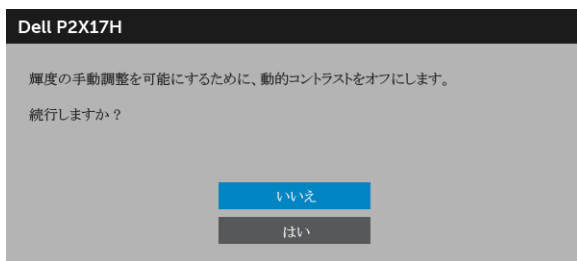 Dell P2X17H
輝度の手動調整を可能にするために、動的コントラストをオフにします。
続行しますか？
いいえ
はい